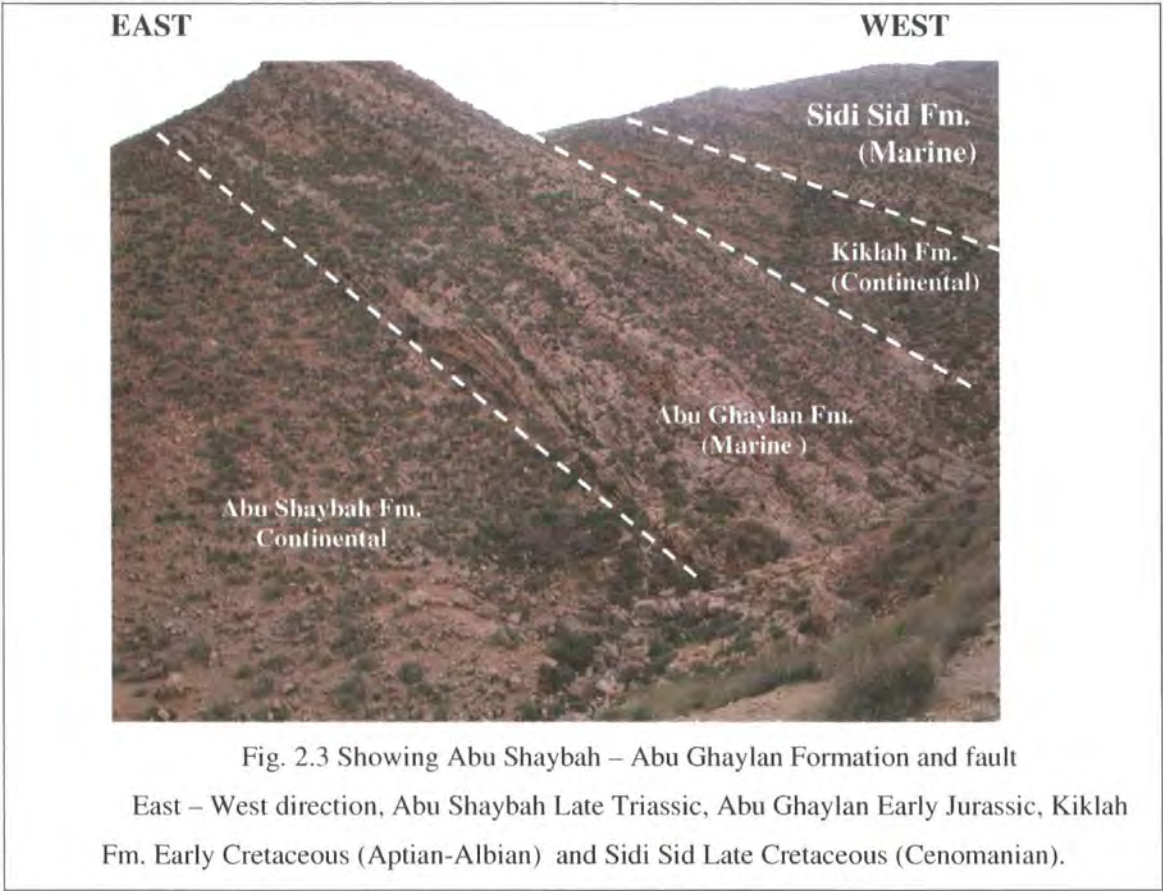 EAST
WEST
Sidi Sid Fm.
(Marine)
Kiklah Fm.
(Continental)
Abu Ghaylan Fm.
(Marine )
Abu Shaybah Fm.
Continental
Fig. 2.3 Showing Abu Shaybah – Abu Ghaylan Formation and fault
East – West direction, Abu Shaybah Late Triassic, Abu Ghaylan Early Jurassic, Kiklah
Fm. Early Cretaceous (Aptian-Albian) and Sidi Sid Late Cretaceous (Cenomanian).